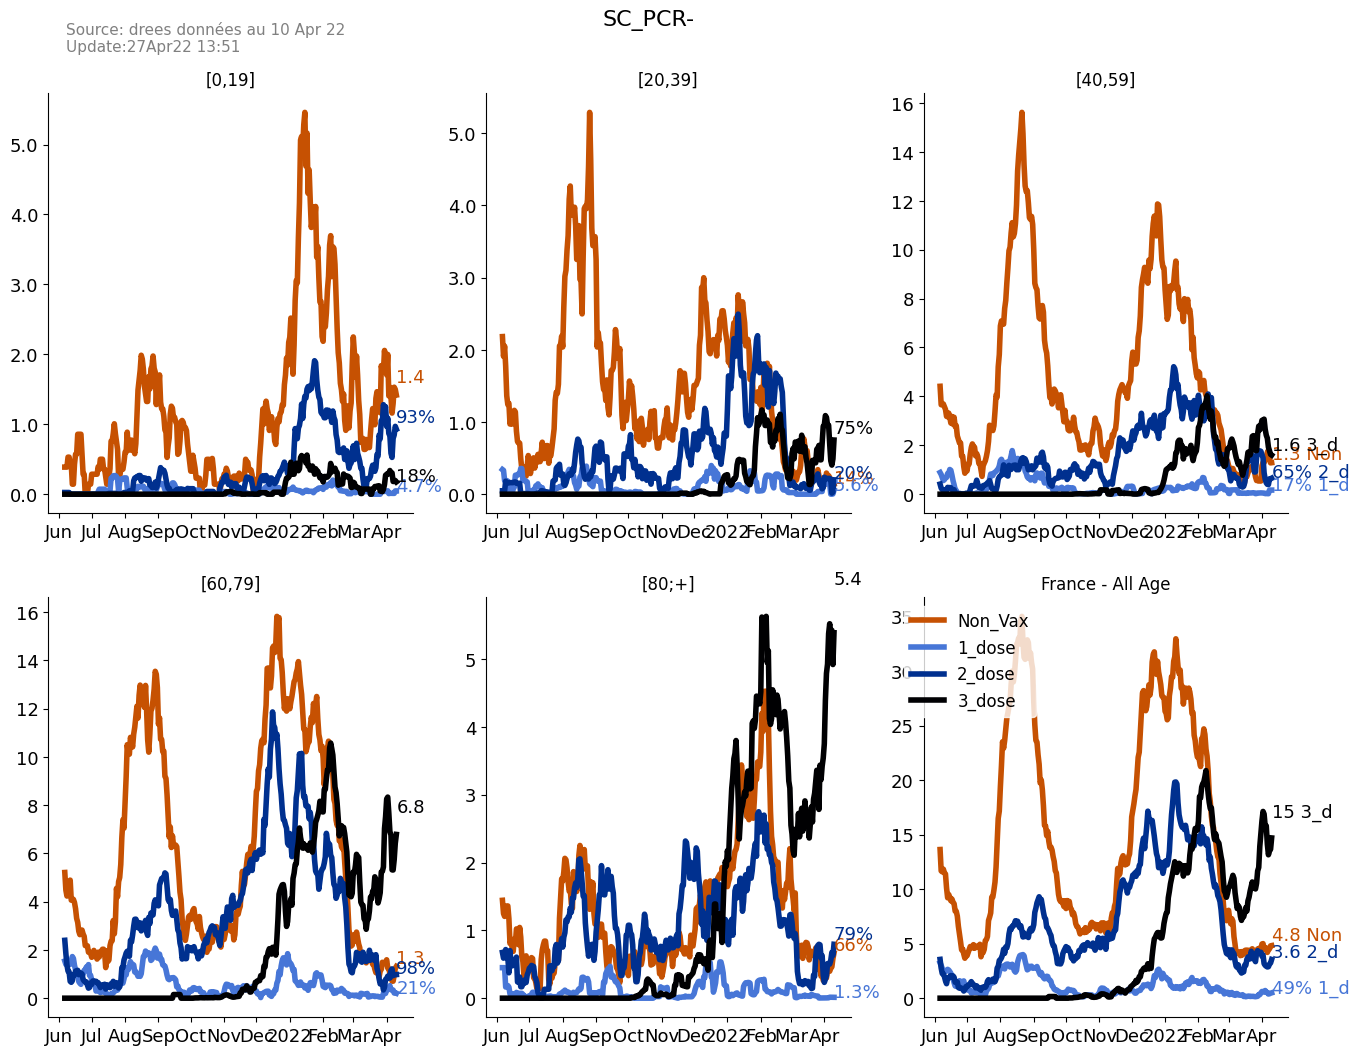 SC_PCR-
Source: drees données au 10 Apr 22
Update:27Apr22 13:51
[0,19]
5.0
4.0
3.0
2.0
1.0
0.0
1.4
93%
18%
4.7%
Jun Jul Aug Sep Oct Nov Dec 2022 Feb Mar Apr
[20,39]
5.0
4.0
3.0
2.0
1.0
0.0
75%
20%
6.6%
Jun Jul Aug Sep Oct Nov Dec 2022 Feb Mar Apr
[40,59]
16
14
12
10
8
6
4
2
0
1.6 3_d
1.3 Non
65% 2_d
17% 1_d
Jun Jul Aug Sep Oct Nov Dec 2022 Feb Mar Apr
[60,79]
16
14
12
10
8
6
4
2
0
6.8
1.3
98%
21%
Jun Jul Aug Sep Oct Nov Dec 2022 Feb Mar Apr
[80;+]
5.4
5
4
3
2
1
0
79%
66%
1.3%
Jun Jul Aug Sep Oct Nov Dec 2022 Feb Mar Apr
France - All Age
35
30
25
20
15
10
5
0
Non_Vax
1_dose
2_dose
3_dose
15 3_d
4.8 Non
3.6 2_d
49% 1_d
Jun Jul Aug Sep Oct Nov Dec 2022 Feb Mar Apr